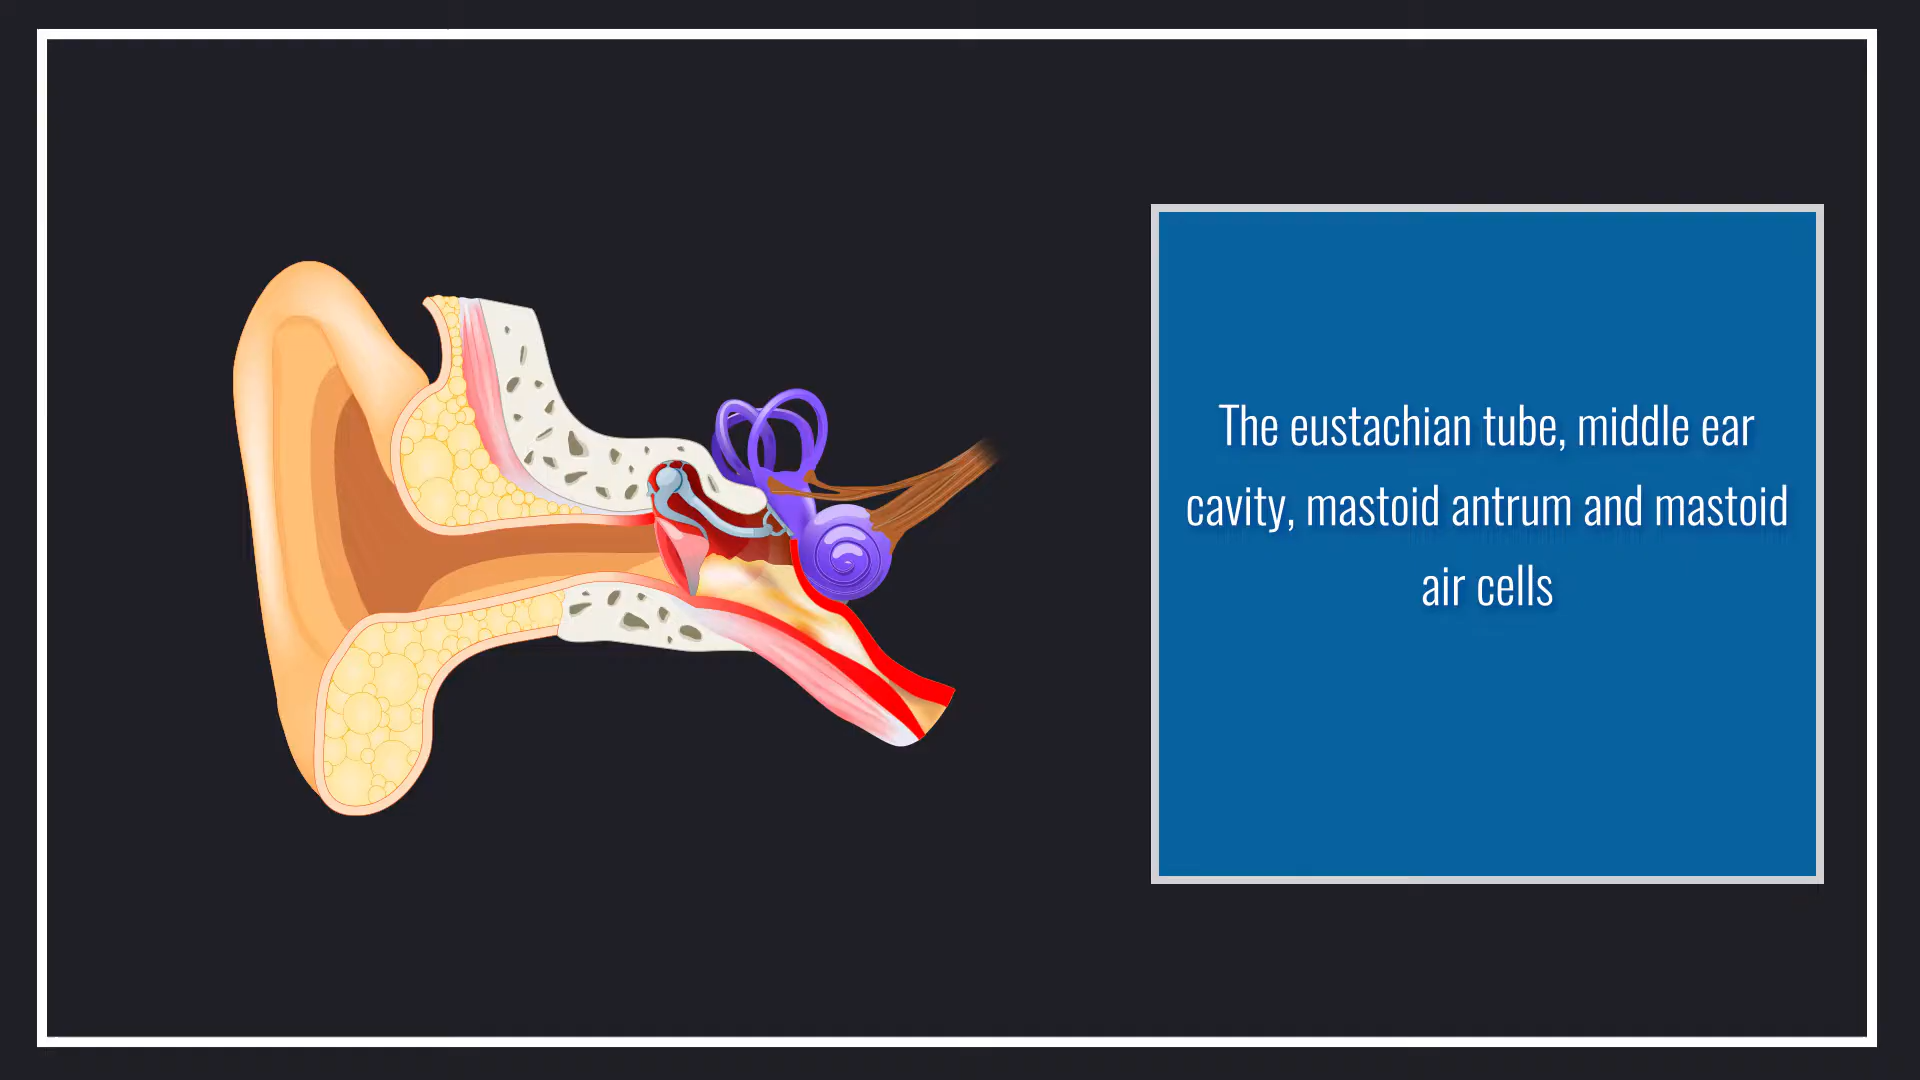 The eustachian tube, middle ear
cavity, mastoid antrum and mastoid
air cells